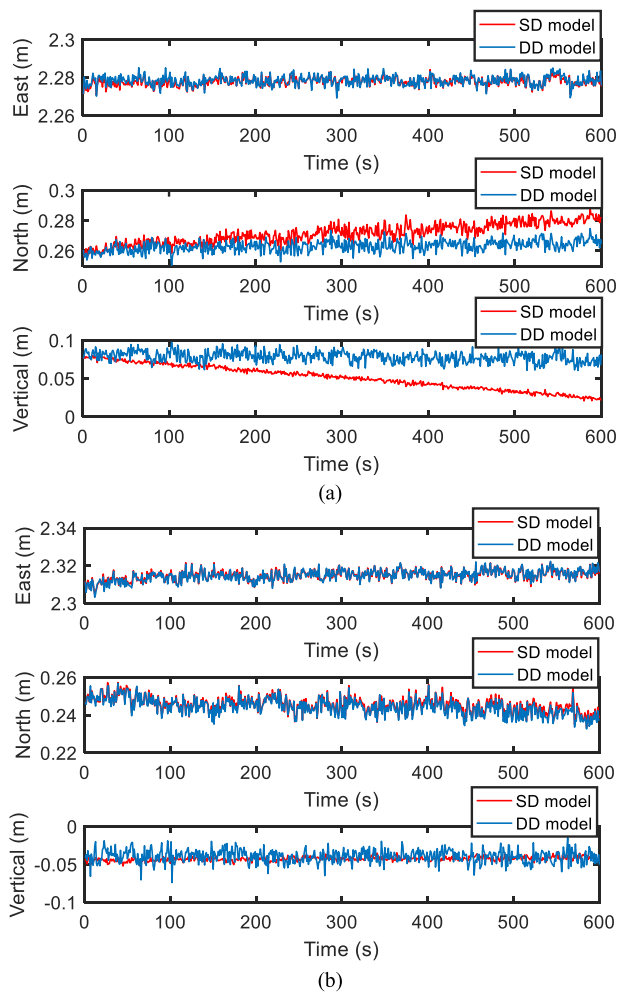 SD model
DD model
East (m)
2.3
2.28
2.26
0 100 200 300 400 500 600
Time (s)
SD model
DD model
North (m)
0.3
0.28
0.26
0 100 200 300 400 500 600
Time (s)
SD model
DD model
Vertical (m)
0.1
0.05
0
0 100 200 300 400 500 600
Time (s)
(a)
SD model
DD model
East (m)
2.34
2.32
2.3
0 100 200 300 400 500 600
Time (s)
SD model
DD model
North (m)
0.26
0.24
0.22
0 100 200 300 400 500 600
Time (s)
SD model
DD model
Vertical (m)
0
-0.05
-0.1
0 100 200 300 400 500 600
Time (s)
(b)